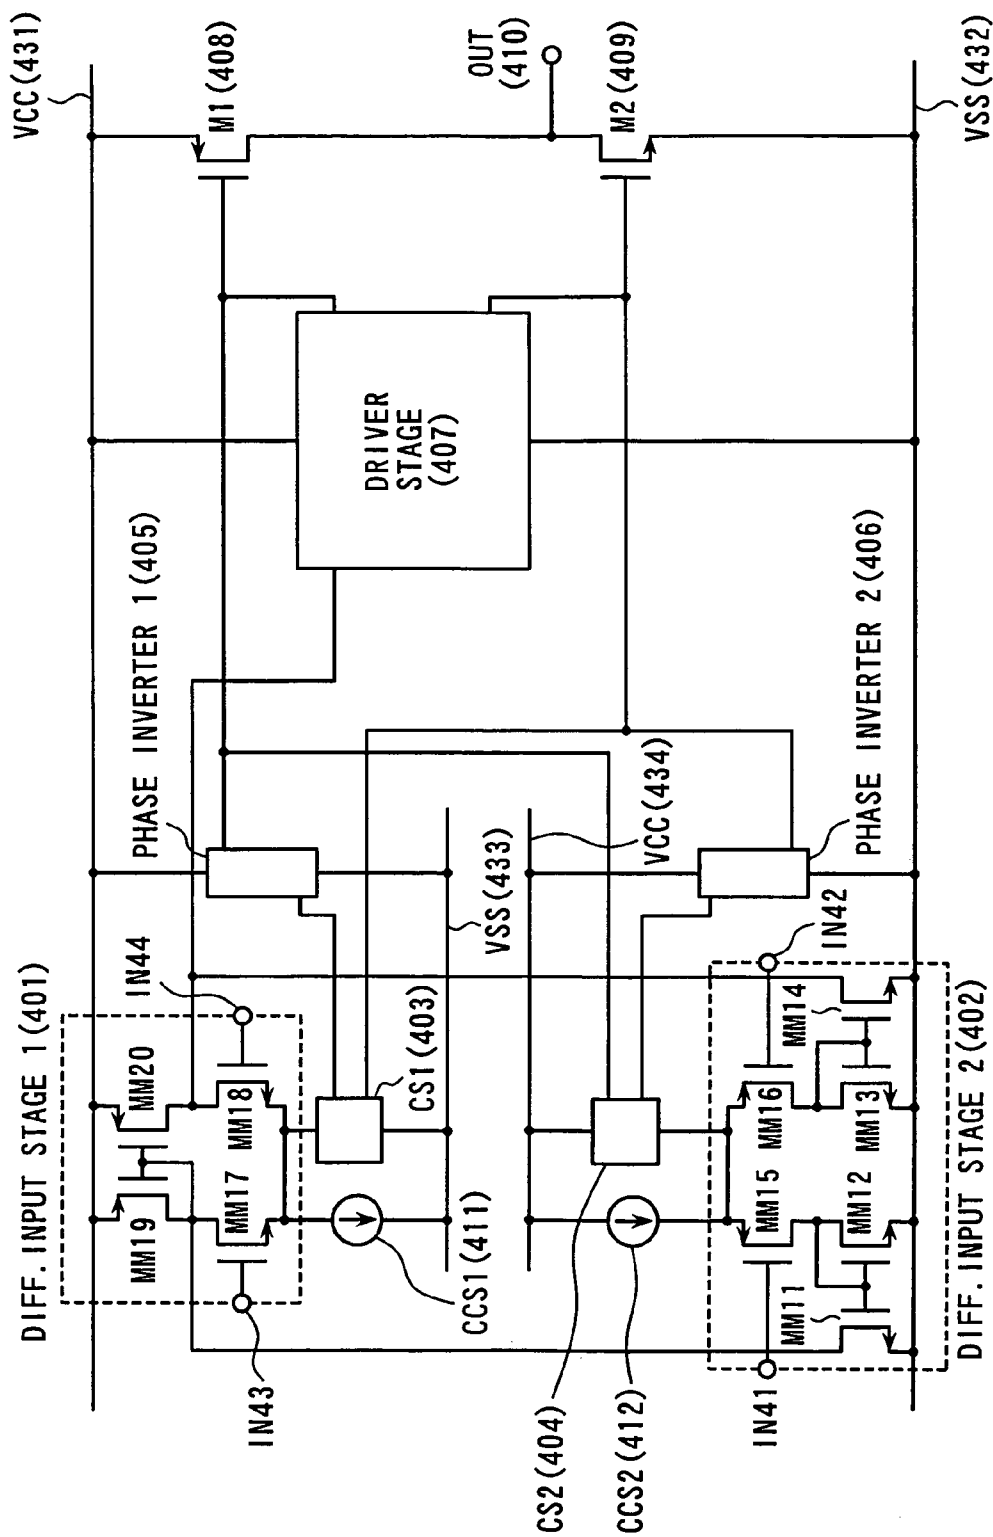 DIFF. INPUT STAGE 1(401)
MM19
MM20
IN43
MM17
MM18
IN44
CCS1(411)
CS1(403)
PHASE INVERTER 1(405)
VSS(433)
VCC(434)
CS2(404)
CCS2(412)
IN41
MM11
MM15
MM12
MM16
MM13
MM14
IN42
DIFF. INPUT STAGE 2(402)
PHASE INVERTER 2(406)
DRIVER
STAGE
(407)
VCC(431)
M1(408)
OUT
(410)
M2(409)
VSS(432)